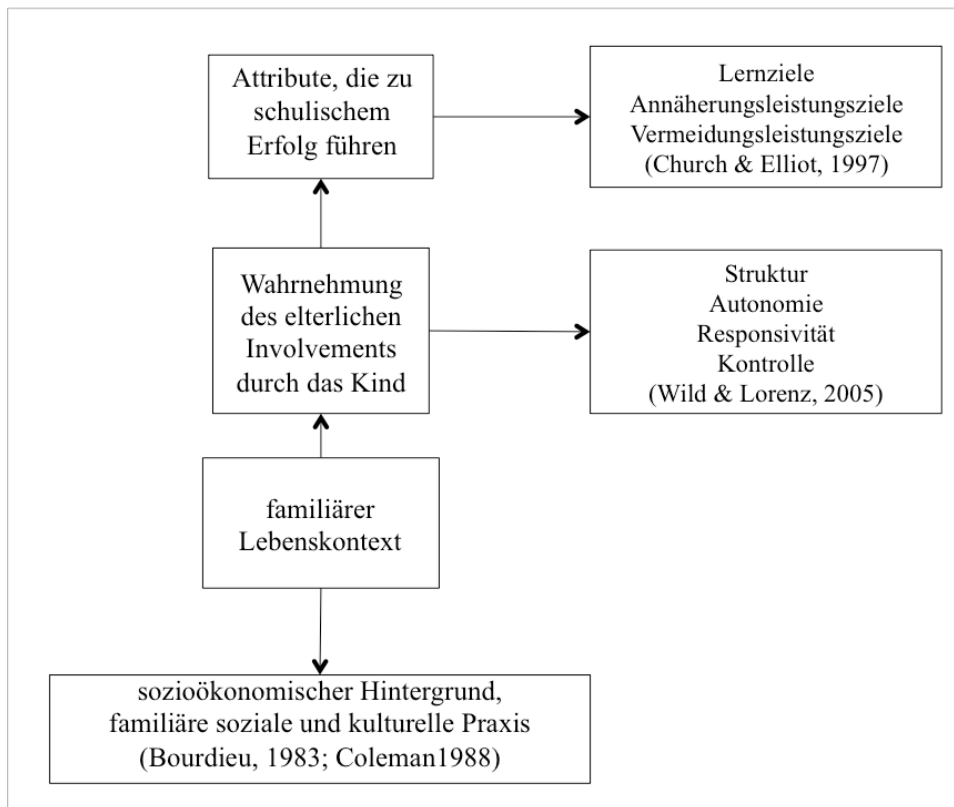 Attribute, die zu
schulischem
Erfolg führen
Lernziele
Annäherungsleistungsziele
Vermeidungsleistungsziele
(Church & Elliot, 1997)
Wahrnehmung
des elterlichen
Involvements
durch das Kind
Struktur
Autonomie
Responsivität
Kontrolle
(Wild & Lorenz, 2005)
familiärer
Lebenskontext
sozioökonomischer Hintergrund,
familiäre soziale und kulturelle Praxis
(Bourdieu, 1983; Coleman1988)